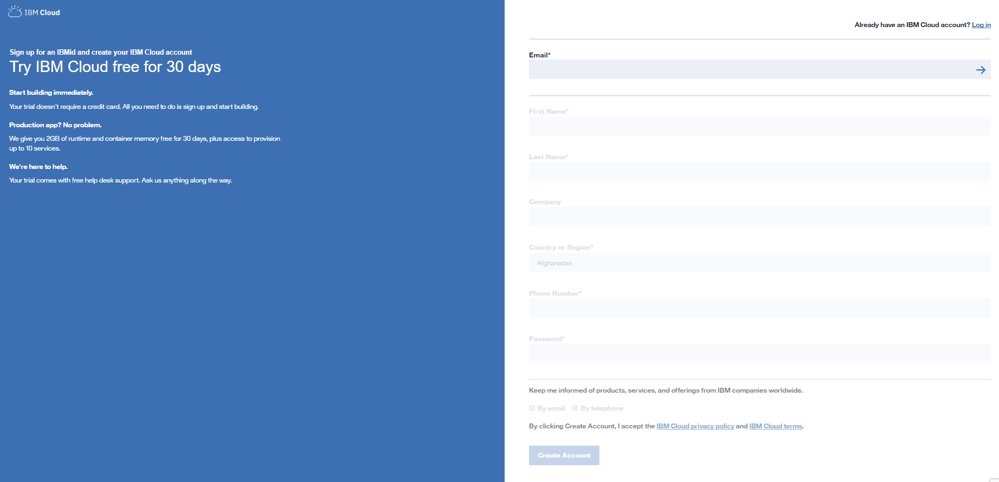 IBM Cloud
Sign up for an IBMid and create your IBM Cloud account
Try IBM Cloud free for 30 days
Start building immediately.
Your trial doesn't require a credit card. All you need to do is sign up and start building.
Production app? No problem.
We give you 2GB of runtime and container memory free for 30 days, plus access to provision
up to 10 services.
We're here to help.
Your trial comes with free help desk support. Ask us anything along the way.
Already have an IBM Cloud account? Log in
Email*
First Name*
Last Name*
Company
Country or Region*
Afghanistan
Phone Number*
Password*
Keep me informed of products, services, and offerings from IBM companies worldwide.
By email By telephone
By clicking Create Account, I accept the IBM Cloud privacy policy and IBM Cloud terms.
Create Account